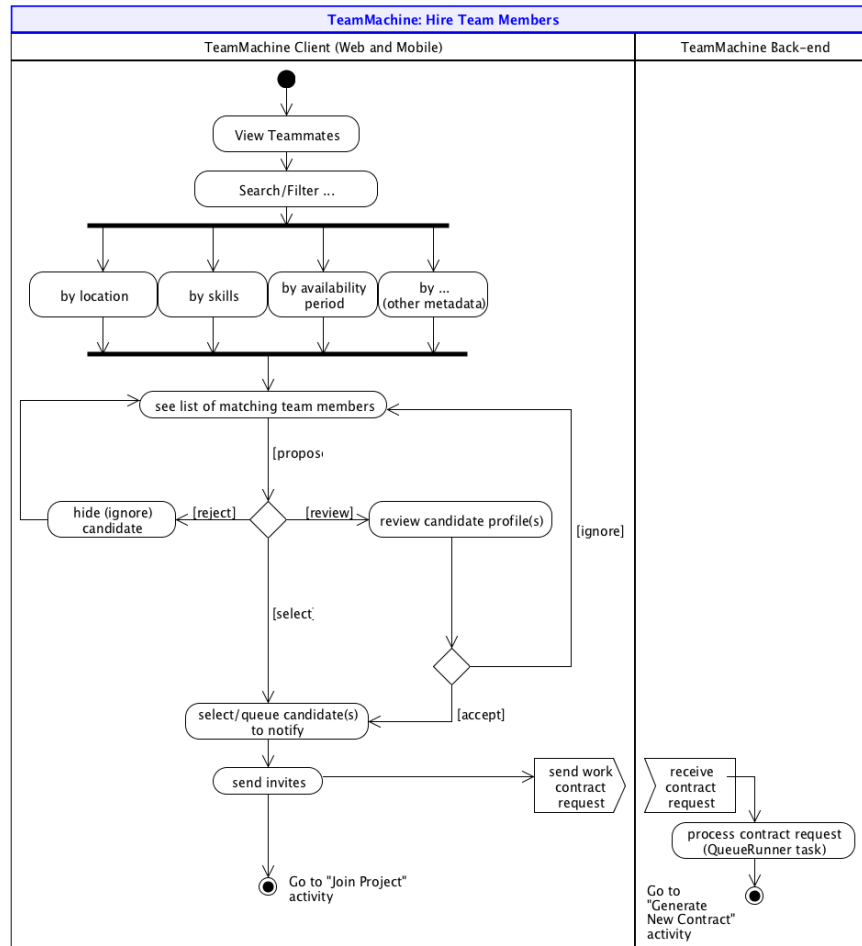 TeamMachine: Hire Team Members
TeamMachine Client (Web and Mobile)
TeamMachine Back-end
View Teammates
Search/Filter ...
by location
by skills
by availability
period
by ...
(other metadata)
see list of matching team members
[propose
hide (ignore)
candidate
[reject]
[review]
review candidate profile(s)
[ignore]
[select]
select/queue candidate(s)
to notify
[accept]
send invites
send work
contract
request
receive
contract
request
process contract request
(QueueRunner task)
Go to "Join Project"
activity
Go to
"Generate
New Contract"
activity